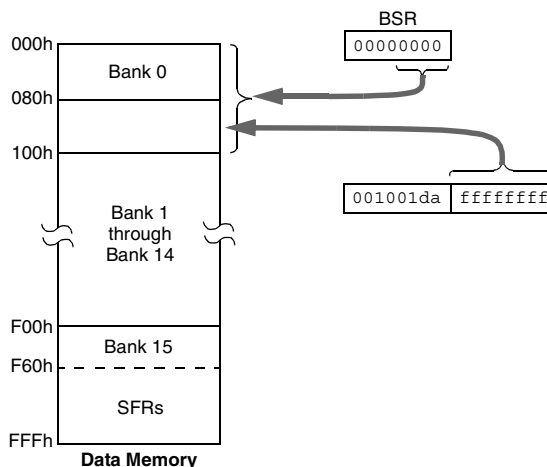 BSR
000h
00000000
Bank 0
080h
100h
001001da ffffffff
Bank 1
through
Bank 14
F00h
Bank 15
F60h
SFRs
FFFh
Data Memory